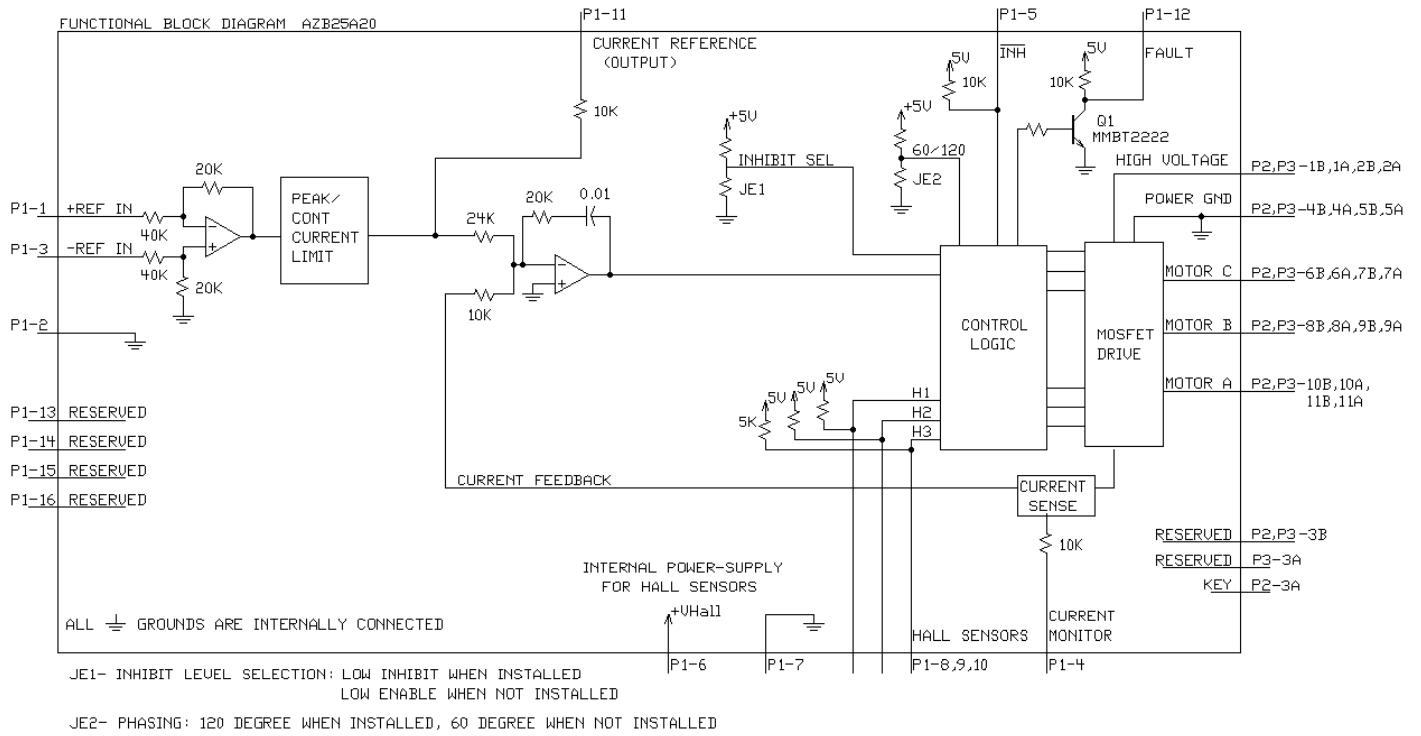 FUNCTIONAL BLOCK DIAGRAM AZB25A20
P1-11
P1-5
P1-12
CURRENT REFERENCE
(OUTPUT)
INH
FAULT
5V
10K
5V
10K
10K
+5V
+5V
Q1
MMBT2222
INHIBIT SEL
60/120
HIGH VOLTAGE
P2,P3-1B,1A,2B,2A
JE1
JE2
20K
PEAK/
CONT
CURRENT
LIMIT
20K
0.01
POWER GND
P2,P3-4B,4A,5B,5A
P1-1
+REF IN
40K
24K
P1-3
-REF IN
40K
20K
10K
MOTOR C
P2,P3-6B,6A,7B,7A
P1-2
CONTROL
LOGIC
MOSFET
DRIVE
MOTOR B
P2,P3-8B,8A,9B,9A
5V
5V
5V
5K
H1
H2
H3
MOTOR A
P2,P3-10B,10A,
11B,11A
P1-13 RESERVED
P1-14 RESERVED
P1-15 RESERVED
P1-16 RESERVED
CURRENT FEEDBACK
CURRENT
SENSE
10K
RESERVED
P2,P3-3B
RESERVED
P3-3A
KEY
P2-3A
INTERNAL POWER-SUPPLY
FOR HALL SENSORS
+VHall
ALL GROUNDS ARE INTERNALLY CONNECTED
HALL SENSORS
CURRENT
MONITOR
P1-6
P1-7
P1-8,9,10
P1-4
JE1- INHIBIT LEVEL SELECTION: LOW INHIBIT WHEN INSTALLED
LOW ENABLE WHEN NOT INSTALLED
JE2- PHASING: 120 DEGREE WHEN INSTALLED, 60 DEGREE WHEN NOT INSTALLED